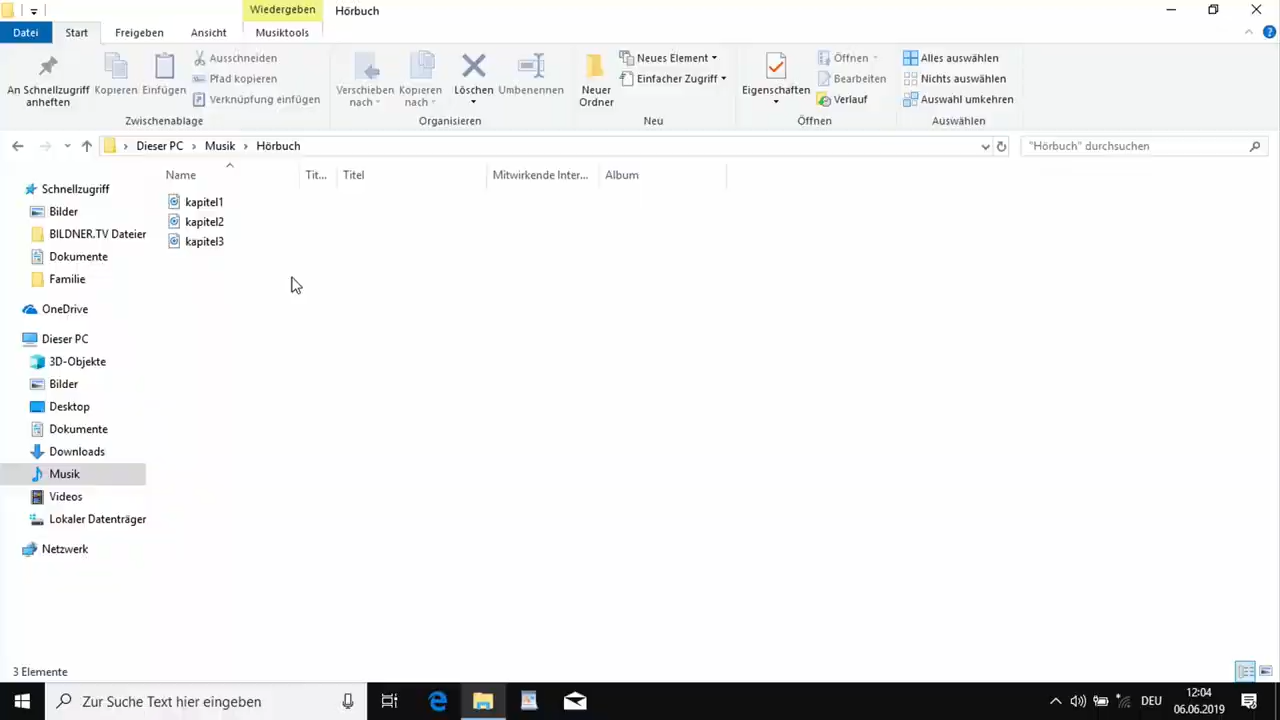 Wiedergeben Hörbuch
Datei Start Freigeben Ansicht Musiktools
An Schnellzugriff anheften Kopieren Einfügen Ausschneiden Pfad kopieren Verknüpfung einfügen
Zwischenablage
Verschieben nach Kopieren nach Löschen Umbenennen
Organisieren
Neuer Ordner Neues Element Einfacher Zugriff
Neu
Eigenschaften Öffnen Bearbeiten Verlauf
Öffnen
Alles auswählen Nichts auswählen Auswahl umkehren
Auswählen
Dieser PC Musik Hörbuch "Hörbuch" durchsuchen
Name Tit... Titel Mitwirkende Inter... Album
kapitel1
kapitel2
kapitel3
Schnellzugriff
Bilder
BILDNER.TV Dateier
Dokumente
Familie
OneDrive
Dieser PC
3D-Objekte
Bilder
Desktop
Dokumente
Downloads
Musik
Videos
Lokaler Datenträger
Netzwerk
3 Elemente
Zur Suche Text hier eingeben DEU 12:04
06.06.2019